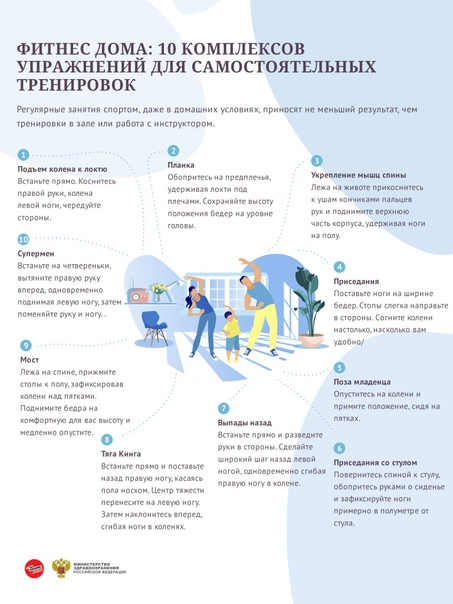 ФИТНЕС ДОМА: 10 КОМПЛЕКСОВ
УПРАЖНЕНИЙ ДЛЯ САМОСТОЯТЕЛЬНЫХ
ТРЕНИРОВОК
Регулярные занятия спортом, даже в домашних условиях, приносят не меньший результат, чем
тренировки в зале или работа с инструктором.
1
Подъем колена к локтю
Встаньте прямо. Коснитесь
правой руки, колена
левой ноги, чередуйте
стороны.
2
Планка
Обопритесь на предплечья,
удерживая локти под
плечами. Сохраняйте высоту
положения бедер на уровне
головы.
3
Укрепление мышц спины
Лежа на животе прикоснитесь
к ушам кончиками пальцев
рук и поднимите верхнюю
часть корпуса, удерживая ноги
на полу.
4
Приседания
Поставьте ноги на ширине
бедер. Стопы слегка направьте
в стороны. Согните колени
настолько, насколько вам
удобно/
5
Поза младенца
Опуститесь на колени и
примите положение, сидя на
пятках.
6
Приседания со стулом
Повернитесь спиной к стулу,
обопритесь руками о сиденье
и зафиксируйте ноги
примерно в полуметре от
стула.
7
Выпады назад
Встаньте прямо и разведите
руки в стороны. Сделайте
широкий шаг назад левой
ногой, одновременно сгибая
правую ногу в колене.
8
Тяга Кинга
Встаньте прямо и поставьте
назад правую ногу, касаясь
пола носком. Центр тяжести
перенесите на левую ногу.
Затем наклонитесь вперед,
сгибая ноги в коленях.
9
Мост
Лежа на спине, прижмите
стопы к полу, зафиксировав
колени над пятками.
Поднимите бедра на
комфортную для вас высоту и
медленно опустите.
10
Супермен
Встаньте на четвереньки,
вытяните правую руку
вперед, одновременно
поднимая левую ногу, затем
поменяйте руку и ногу. .
МИНИСТЕРСТВО
ЗДРАВООХРАНЕНИЯ
РОССИЙСКОЙ ФЕДЕРАЦИИ